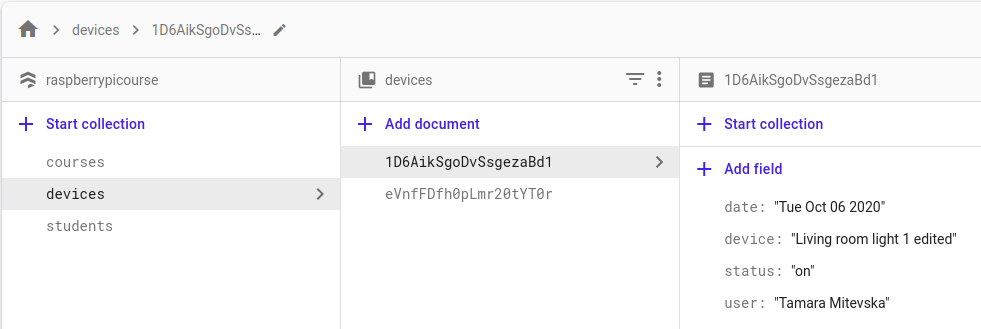 devices
1D6AikSgoDvSs...
raspberrypicourse
Start collection
courses
devices
students
devices
Add document
1D6AikSgoDvSsgezaBd1
eVnfFDfh0pLmr20tYT0r
1D6AikSgoDvSsgezaBd1
Start collection
Add field
date: "Tue Oct 06 2020"
device: "Living room light 1 edited"
status: "on"
user: "Tamara Mitevska"